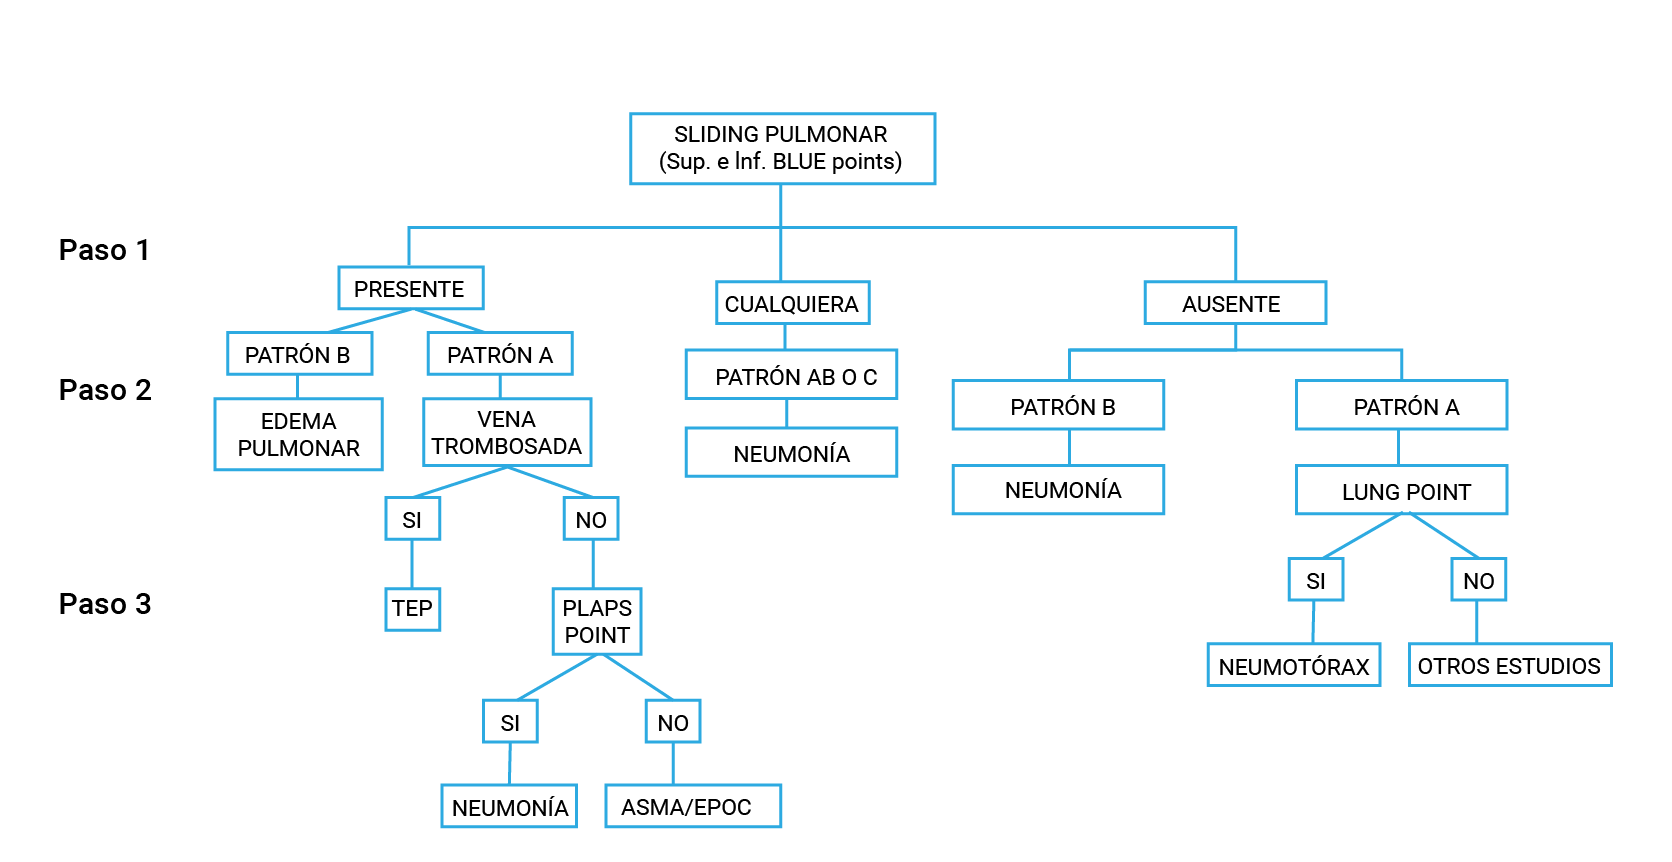 SLIDING PULMONAR
(Sup. e Inf. BLUE points)
Paso 1
PRESENTE
CUALQUIERA
AUSENTE
PATRÓN B
PATRÓN A
PATRÓN AB O C
Paso 2
PATRÓN B
PATRÓN A
EDEMA
PULMONAR
VENA
TROMBOSADA
NEUMONÍA
NEUMONÍA
LUNG POINT
SI
NO
SI
NO
Paso 3
TEP
PLAPS
POINT
NEUMOTÓRAX
OTROS ESTUDIOS
SI
NO
NEUMONÍA
ASMA/EPOC